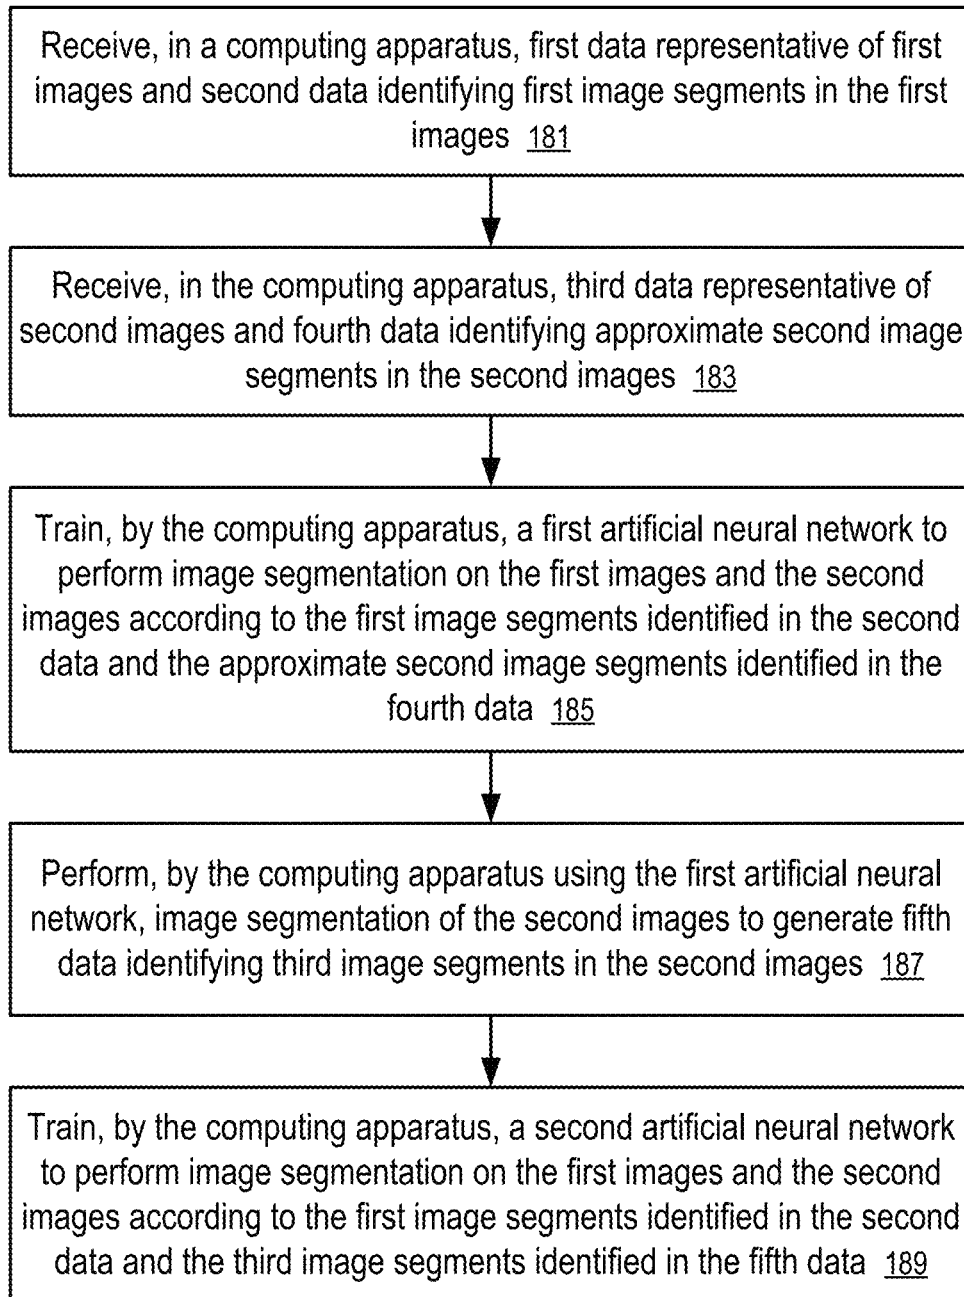 Receive, in a computing apparatus, first data representative of first
images and second data identifying first image segments in the first
images 181
Receive, in the computing apparatus, third data representative of
second images and fourth data identifying approximate second image
segments in the second images 183
Train, by the computing apparatus, a first artificial neural network to
perform image segmentation on the first images and the second
images according to the first image segments identified in the second
data and the approximate second image segments identified in the
fourth data 185
Perform, by the computing apparatus using the first artificial neural
network, image segmentation of the second images to generate fifth
data identifying third image segments in the second images 187
Train, by the computing apparatus, a second artificial neural network
to perform image segmentation on the first images and the second
images according to the first image segments identified in the second
data and the third image segments identified in the fifth data 189